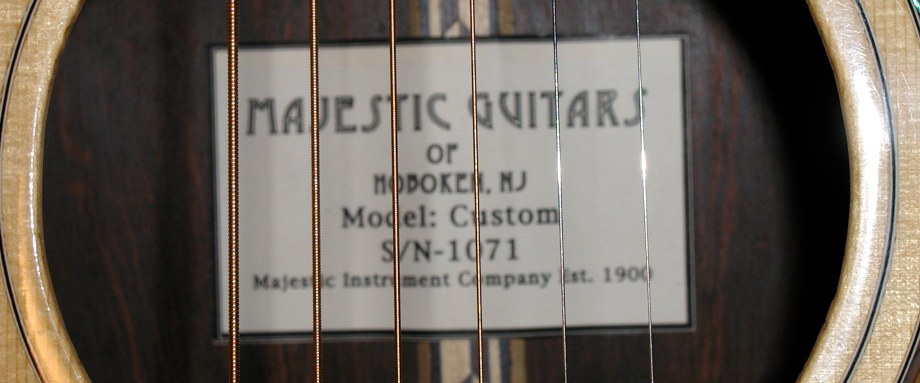 MAJESTIC GUITARS
OF
HOBOKEN, NJ
Model: Custom
S/N-1071
Majestic Instrument Company Est. 1900